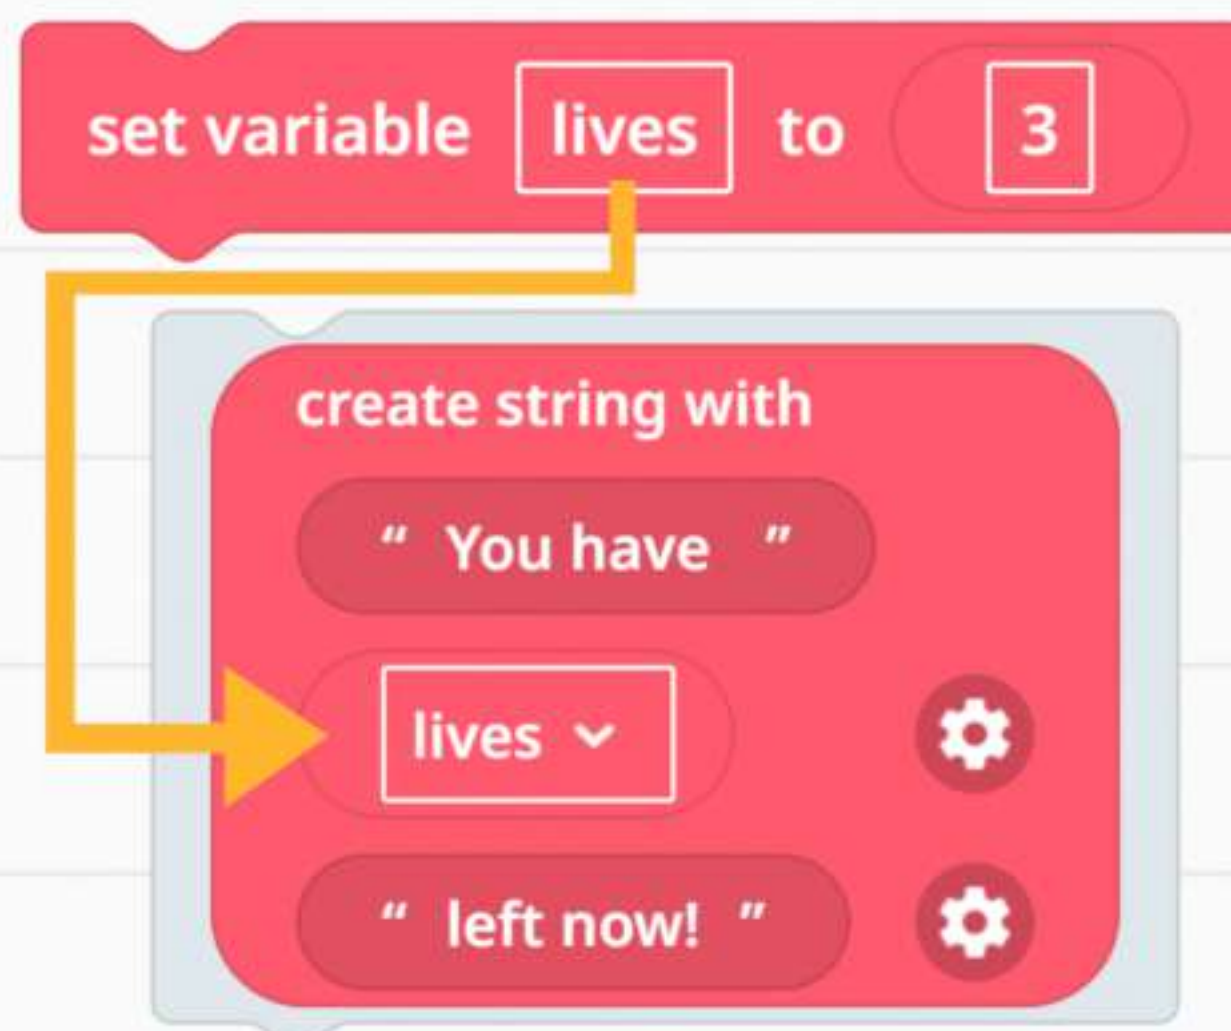 set variable lives to 3
create string with
“ You have ”
lives
“ left now! ”